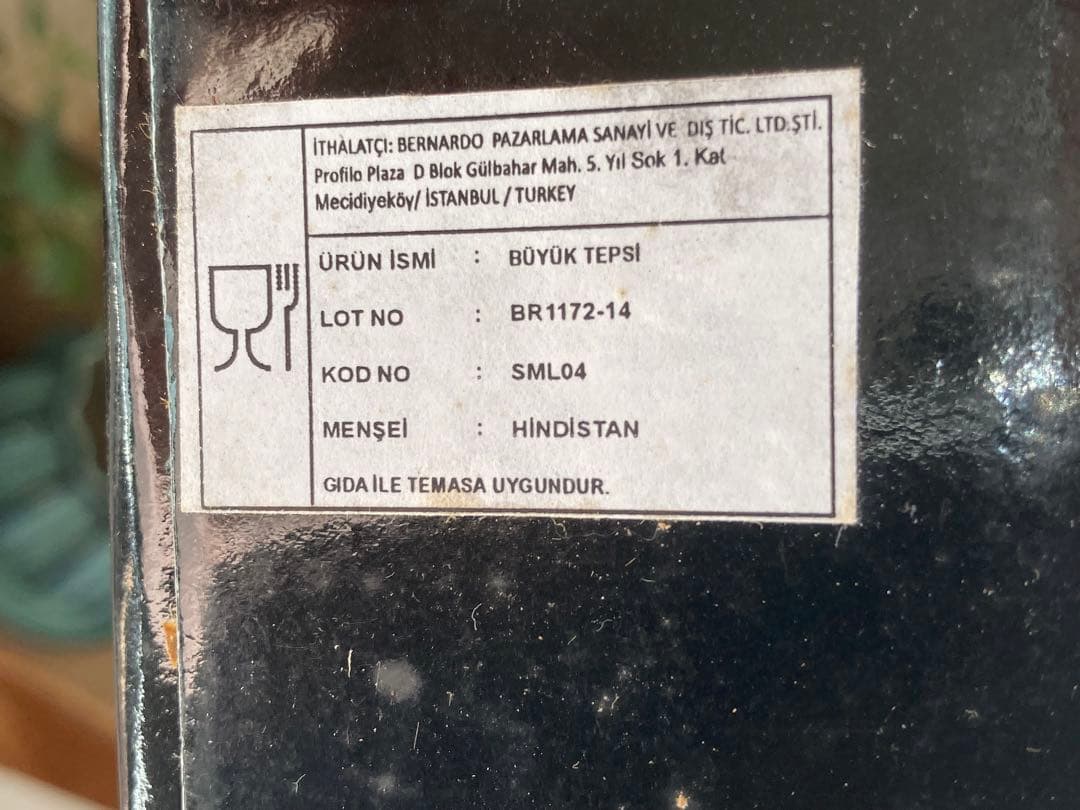 İTHALATÇI: BERNARDO PAZARLAMA SANAYİ VE DIŞ TİC. LTD.ŞTİ.
Profilo Plaza D Blok Gülbahar Mah. 5. Yıl Sok 1. Kat
Mecidiyeköy/ İSTANBUL / TURKEY
ÜRÜN İSMİ : BÜYÜK TEPSİ
LOT NO : BR1172-14
KOD NO : SML04
MENŞEİ : HİNDİSTAN
GIDA İLE TEMASA UYGUNDUR.